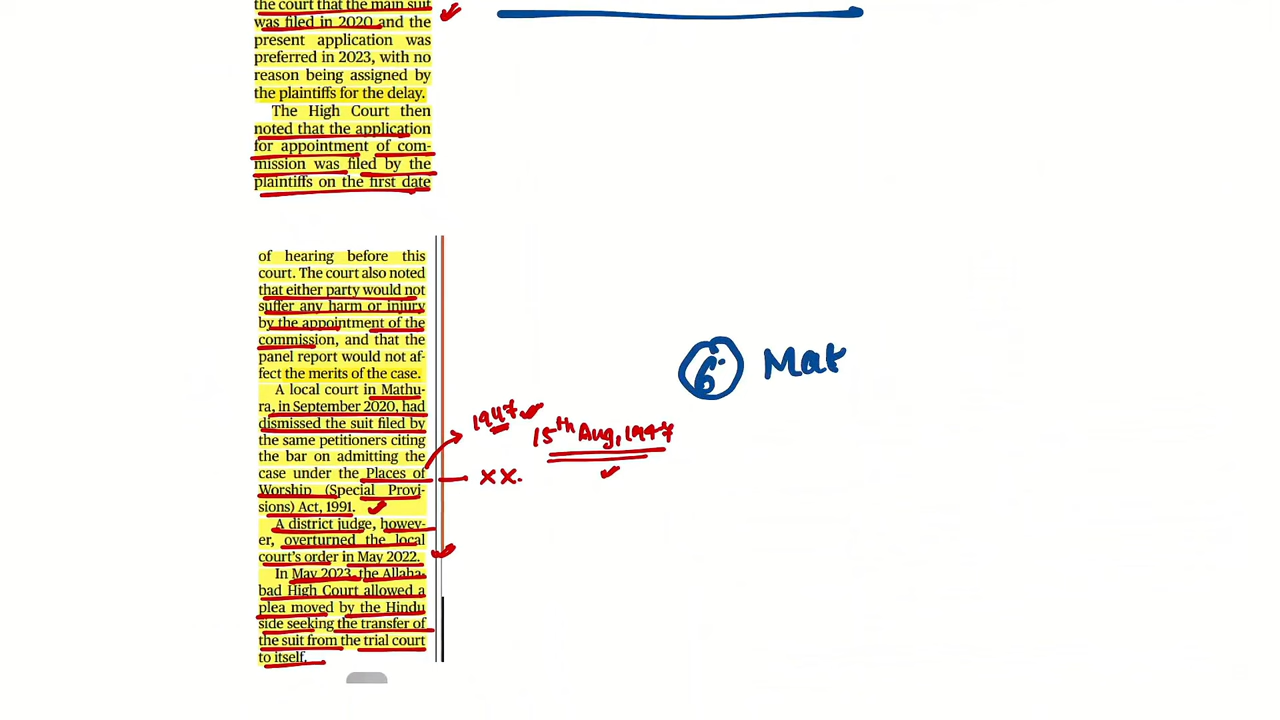 the court that the main suit
was filed in 2020 and the
present application was
preferred in 2023, with no
reason being assigned by
the plaintiffs for the delay.
The High Court then
noted that the application
for appointment of com-
mission was filed by the
plaintiffs on the first date
of hearing before this
court. The court also noted
that either party would not
suffer any harm or injury
by the appointment of the
commission, and that the
panel report would not af-
fect the merits of the case.
A local court in Mathu-
ra, in September 2020, had
dismissed the suit filed by
the same petitioners citing
the bar on admitting the
case under the Places of
Worship (Special Provi-
sions) Act, 1991.
A district judge, howev-
er, overturned the local
court's order in May 2022.
In May 2023, the Allaha-
bad High Court allowed a
plea moved by the Hindu
side seeking the transfer of
the suit from the trial court
to itself.
1947
15th Aug, 1947
XX.
6 Mat